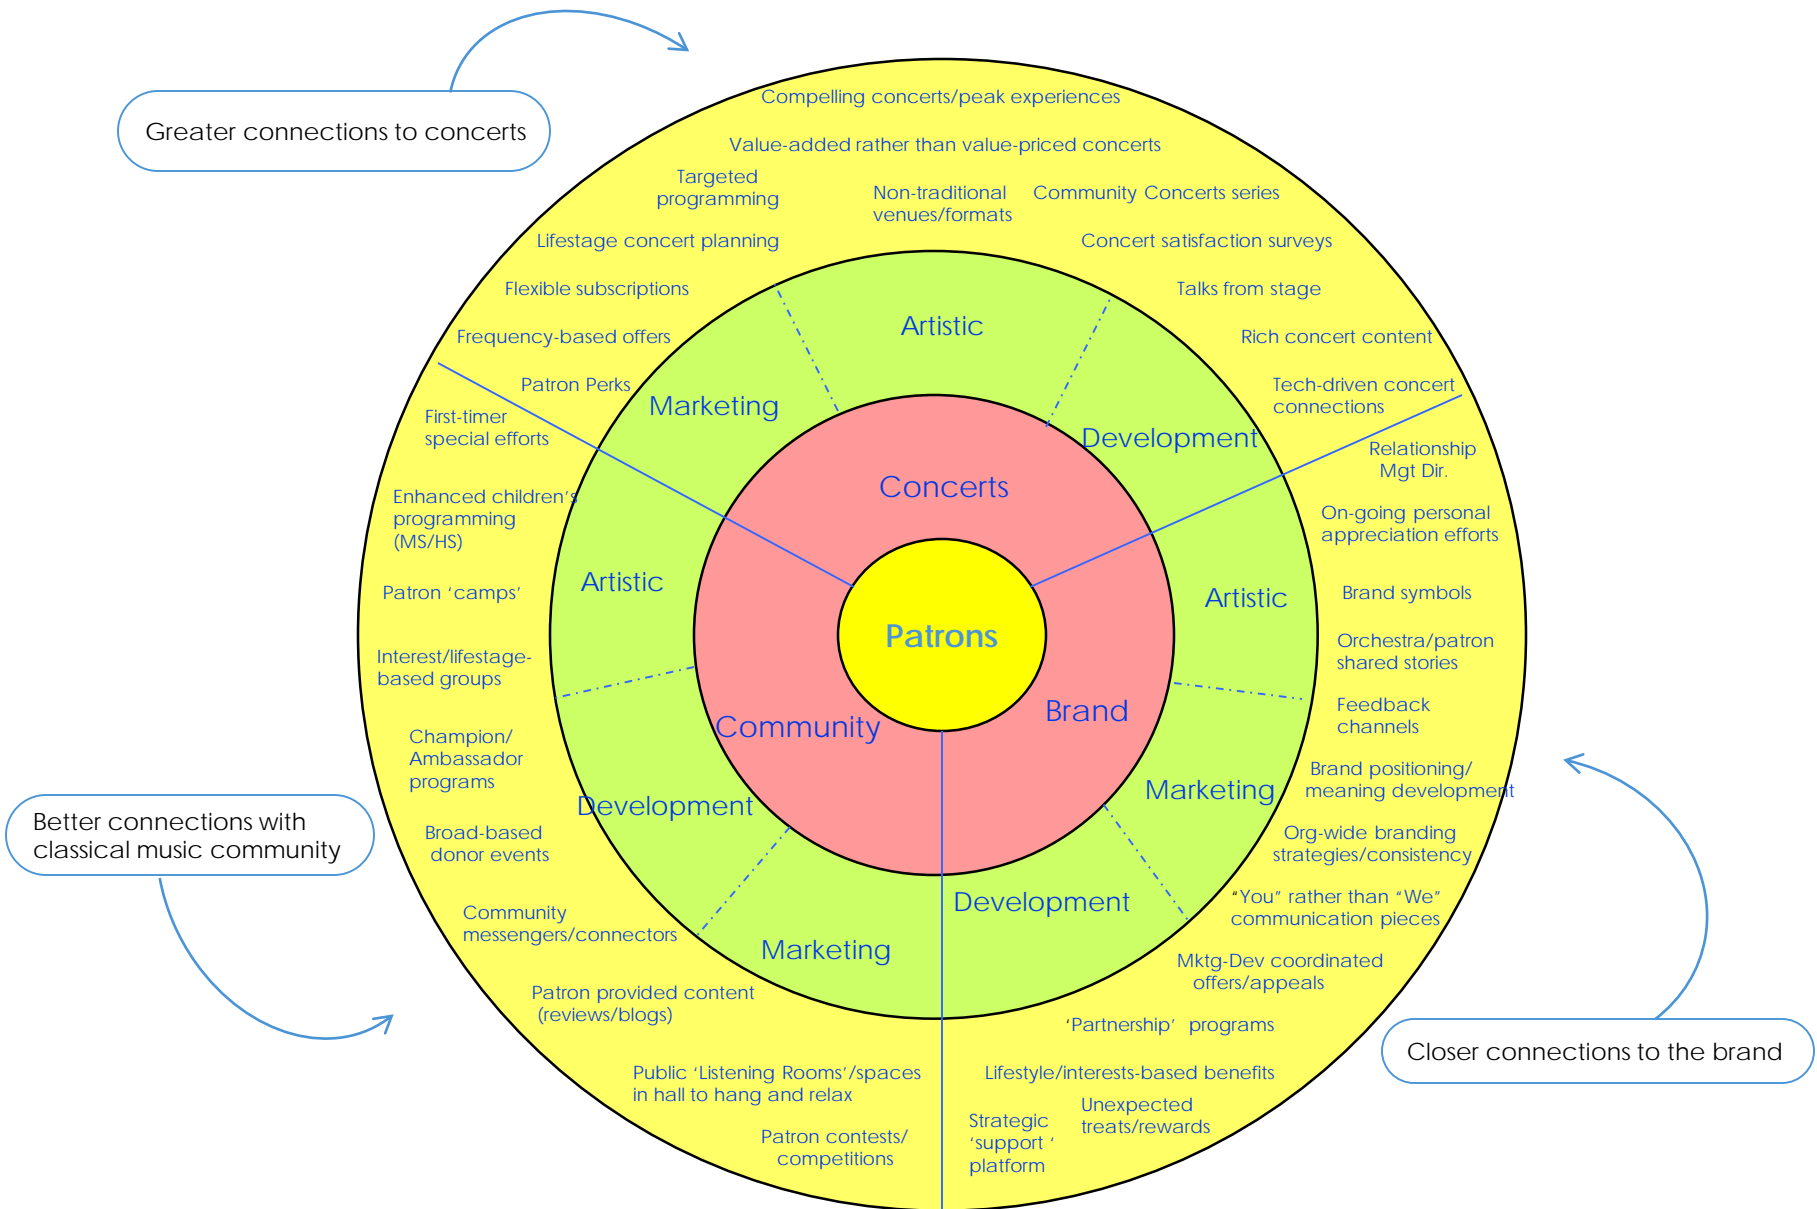 Greater connections to concerts
Compelling concerts/peak experiences
Value-added rather than value-priced concerts
Targeted
programming
Non-traditional
venues/formats
Community Concerts series
Lifestage concert planning
Concert satisfaction surveys
Flexible subscriptions
Talks from stage
Frequency-based offers
Rich concert content
Patron Perks
Tech-driven concert
connections
Artistic
Marketing
Development
Concerts
Patrons
Community
Brand
First-timer
special efforts
Enhanced children's
programming
(MS/HS)
Patron ‘camps’
Interest/lifestage-
based groups
Champion/
Ambassador
programs
Broad-based
donor events
Community
messengers/connectors
Patron provided content
(reviews/blogs)
Public ‘Listening Rooms’/spaces
in hall to hang and relax
Patron contests/
competitions
Artistic
Development
Marketing
Relationship
Mgt Dir.
On-going personal
appreciation efforts
Brand symbols
Orchestra/patron
shared stories
Feedback
channels
Brand positioning/
meaning development
Org-wide branding
strategies/consistency
“You” rather than “We”
communication pieces
Mktg-Dev coordinated
offers/appeals
‘Partnership’ programs
Lifestyle/interests-based benefits
Unexpected
treats/rewards
Strategic
‘support ‘
platform
Artistic
Marketing
Development
Better connections with
classical music community
Closer connections to the brand